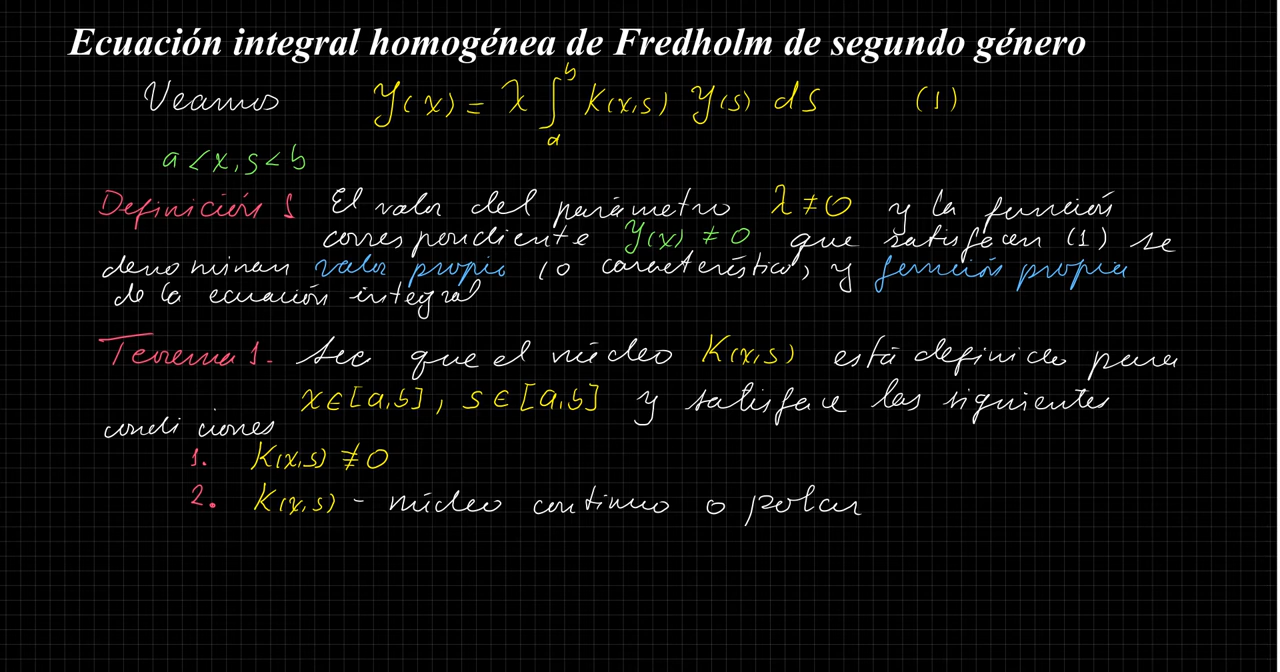 Ecuación integral homogénea de Fredholm de segundo género
Veamos y(x) = λ ∫_a^b K(x,s) y(s) ds (1)
a < x, s < b
Definición 1 El valor del parámetro λ ≠ 0 y la función
correspondiente y(x) ≢ 0 que satisfacen (1) se
denominan valor propio (o característico) y función propia
de la ecuación integral
Teorema 1. Sea que el núcleo K(x,s) está definido para
x ∈ [a,b], s ∈ [a,b] y satisface las siguientes
condiciones
1. K(x,s) ≢ 0
2. K(x,s) - núcleo continuo o polar